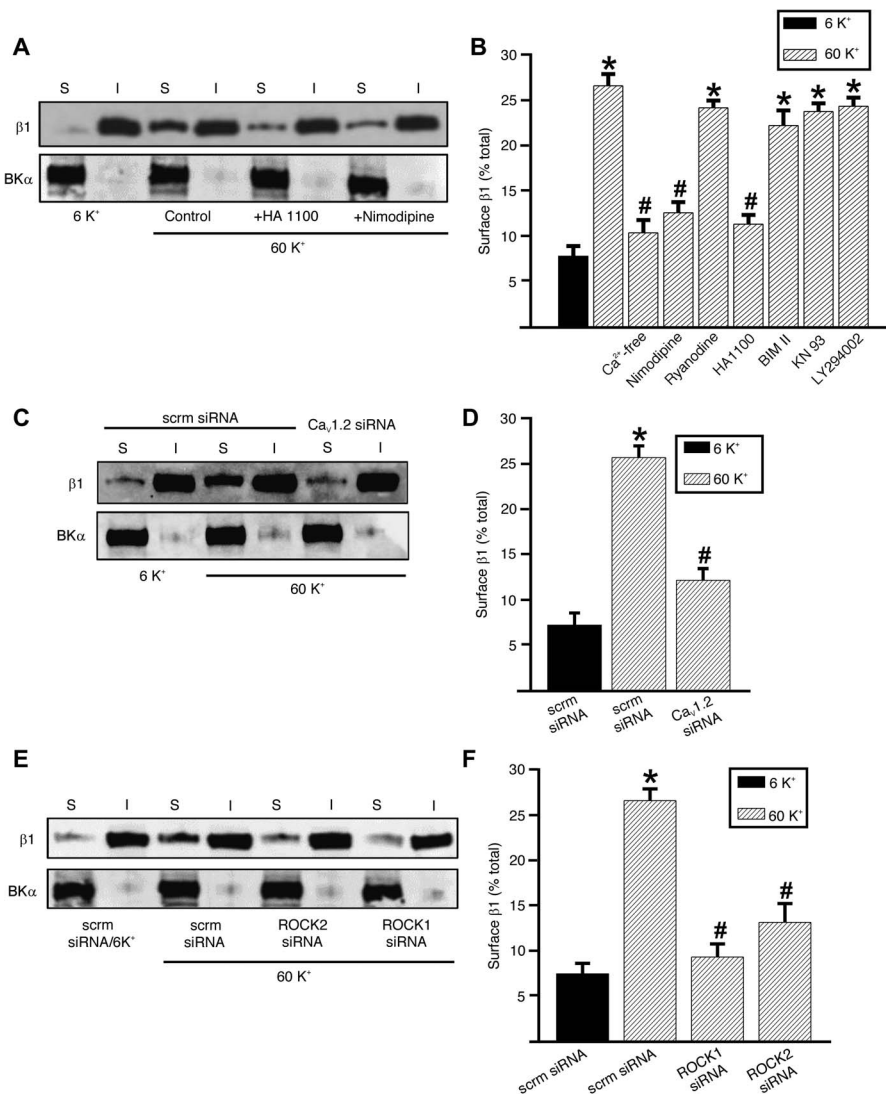 A
S I S I S I S I
β1
BKα
6 K⁺ Control +HA 1100 +Nimodipine
60 K⁺
B
6 K⁺
60 K⁺
Surface β1 (% total)
30
25
20
15
10
5
* # # * # * * *
Ca²⁺-free
Nimodipine
Ryanodine
HA1100
BIM II
KN 93
LY294002
C
scrm siRNA Caᵥ1.2 siRNA
S I S I S I
β1
BKα
6 K⁺
60 K⁺
D
6 K⁺
60 K⁺
Surface β1 (% total)
30
25
20
15
10
5
* #
scrm
siRNA
scrm
siRNA
Caᵥ1.2
siRNA
E
S I S I S I S I
β1
BKα
scrm scrm ROCK2 ROCK1
siRNA/6K⁺ siRNA siRNA siRNA
60 K⁺
F
6 K⁺
60 K⁺
Surface β1 (% total)
30
25
20
15
10
5
* # #
scrm siRNA
scrm siRNA
ROCK1
siRNA
ROCK2
siRNA